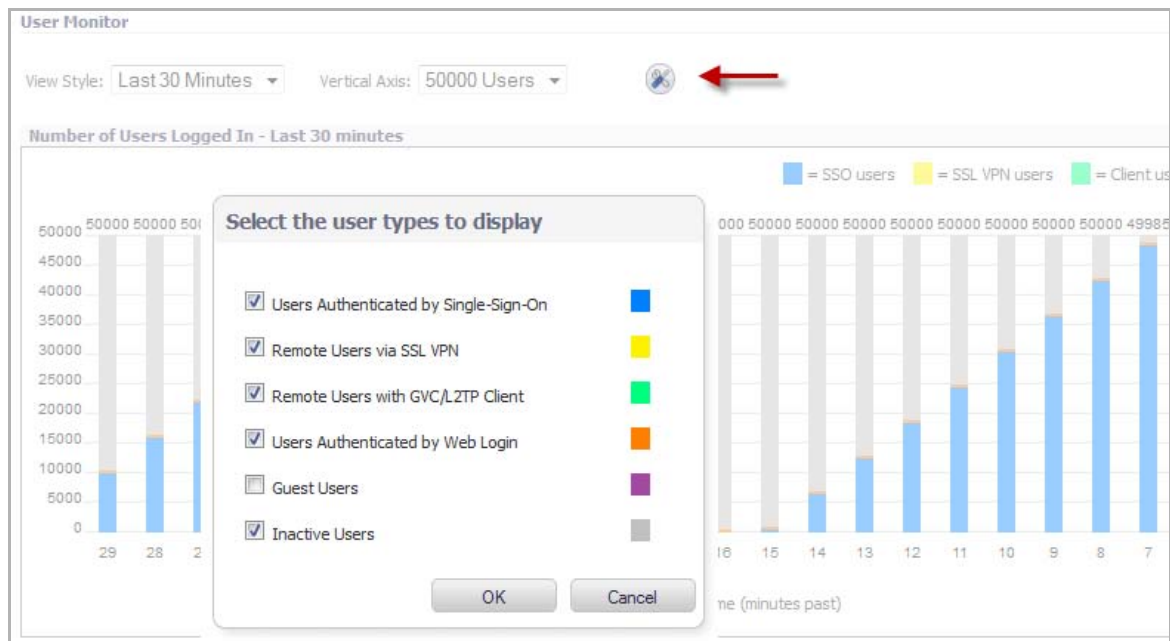 User Monitor
View Style: Last 30 Minutes Vertical Axis: 50000 Users
Number of Users Logged In - Last 30 minutes
= SSO users = SSL VPN users = Client us
50000 50000 50( 000 50000 50000 50000 50000 50000 50000 50000 50000 49985
Select the user types to display
Users Authenticated by Single-Sign-On
Remote Users via SSL VPN
Remote Users with GVC/L2TP Client
Users Authenticated by Web Login
Guest Users
Inactive Users
OK Cancel
50000
45000
40000
35000
30000
25000
20000
15000
10000
5000
0
29 28 2 16 15 14 13 12 11 10 9 8 7
me (minutes past)